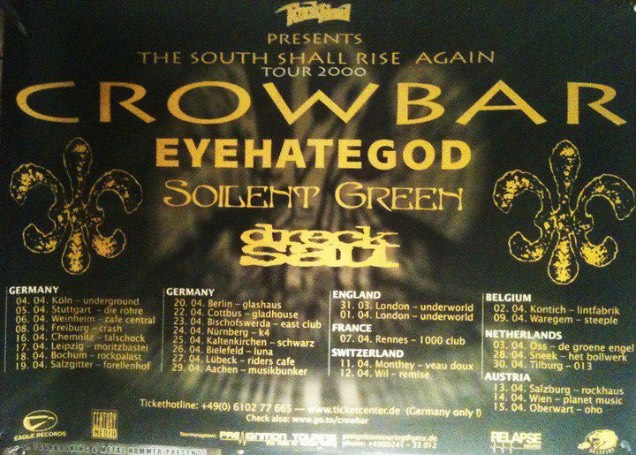 PRESENTS
THE SOUTH SHALL RISE AGAIN
TOUR 2000
CROWBAR
EYEHATEGOD
SOILENT GREEN
dreck
sau
GERMANY
04. 04. Köln – underground
05. 04. Stuttgart – die röhre
06. 04. Weinheim – cafe central
08. 04. Freiburg – crash
16. 04. Chemnitz – talschock
17. 04. Leipzig – moritzbastei
18. 04. Bochum – rockpalast
19. 04. Salzgitter – forellenhof
GERMANY
20. 04. Berlin – glashaus
22. 04. Cottbus – gladhouse
23. 04. Bischofswerda – east club
24. 04. Nürnberg – k4
25. 04. Kaltenkirchen – schwarz
26. 04. Bielefeld – luna
27. 04. Lübeck – riders cafe
29. 04. Aachen – musikbunker
ENGLAND
31. 03. London – underworld
01. 04. London – underworld
FRANCE
07. 04. Rennes – 1000 club
SWITZERLAND
11. 04. Monthey – veau doux
12. 04. Wil – remise
BELGIUM
02. 04. Kontich – lintfabrik
09. 04. Waregem – steeple
NETHERLANDS
03. 04. Oss – de groene engel
28. 04. Sneek – het bollwerk
30. 04. Tilburg – 013
AUSTRIA
13. 04. Salzburg – rockhaus
14. 04. Wien – planet music
15. 04. Oberwart – oho
Tickethotline: +49(0) 6102 77 665 — www.ticketcenter.de (Germany only !)
Check also: www.go.to/crowbar
EAGLE RECORDS
CENTURY
MEDIA
PREMONITION TOURING
RELAPSE